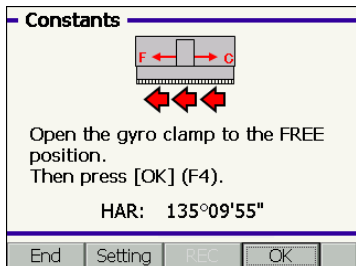 Constants
F C
Open the gyro clamp to the FREE
position.
Then press [OK] (F4).
HAR: 135°09'55"
End Setting REC OK